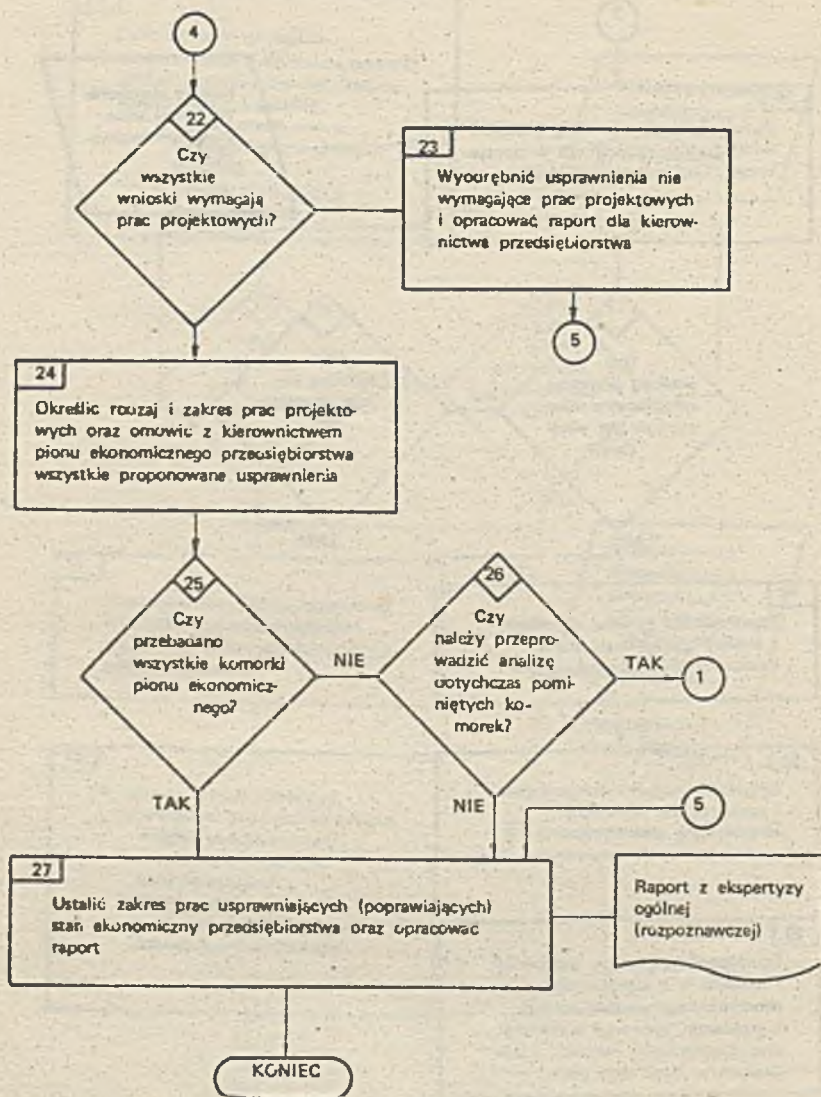 4
22
Czy
wszystkie
wnioski wymagają
prac projektowych?
23
Wyodrębnić usprawnienia nie
wymagające prac projektowych
i opracować raport dla kierow-
nictwa przedsiębiorstwa
5
24
Określic rodzaj i zakres prac projekto-
wych oraz omowic z kierownictwem
pionu ekonomicznego przedsiębiorstwa
wszystkie proponowane usprawnienia
25
Czy
przebadano
wszystkie komorki
pionu ekonomicz-
nego?
NIE
26
Czy
należy przepro-
wadzić analizę
dotychczas pomi-
niętych ko-
morek?
TAK
1
TAK
NIE
5
27
Ustalić zakres prac usprawniających (poprawiających)
stan ekonomiczny przedsiębiorstwa oraz opracować
raport
Raport z ekspertyzy
ogólnej
(rozpoznawczej)
KONIEC